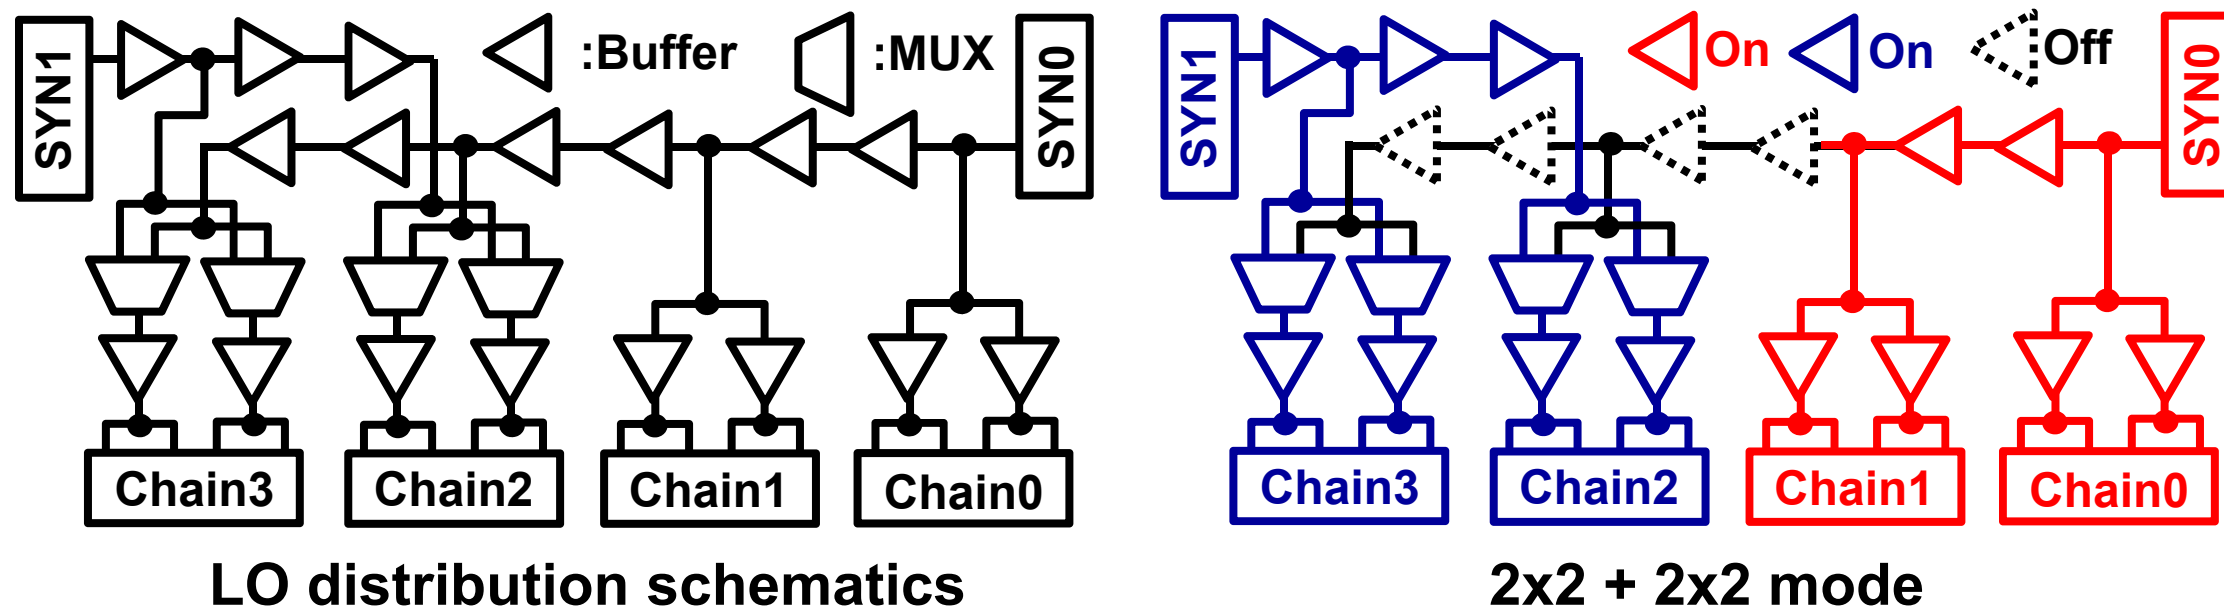 SYN1
:Buffer
:MUX
SYN0
Chain3
Chain2
Chain1
Chain0
LO distribution schematics
SYN1
On
On
Off
SYN0
Chain3
Chain2
Chain1
Chain0
2x2 + 2x2 mode